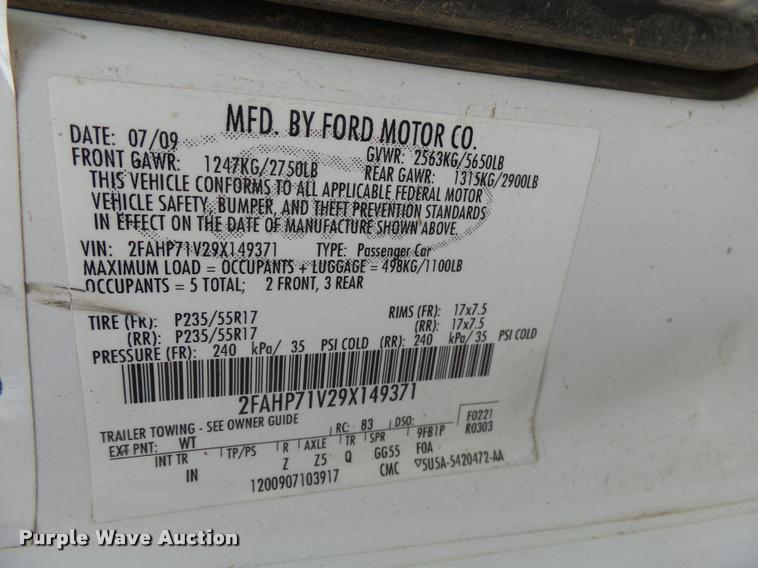 MFD. BY FORD MOTOR CO.
DATE: 07/09 GVWR: 2563KG/5650LB
FRONT GAWR: 1247KG/2750LB REAR GAWR: 1315KG/2900LB
THIS VEHICLE CONFORMS TO ALL APPLICABLE FEDERAL MOTOR
VEHICLE SAFETY, BUMPER, AND THEFT PREVENTION STANDARDS
IN EFFECT ON THE DATE OF MANUFACTURE SHOWN ABOVE.
VIN: 2FAHP71V29X149371 TYPE: Passenger Car
MAXIMUM LOAD = OCCUPANTS + LUGGAGE = 498KG/1100LB
OCCUPANTS = 5 TOTAL; 2 FRONT, 3 REAR
TIRE (FR): P235/55R17 RIMS (FR): 17x7.5
(RR): P235/55R17 (RR): 17x7.5
PRESSURE (FR): 240 kPa/ 35 PSI COLD (RR): 240 kPa/ 35 PSI COLD
2FAHP71V29X149371
TRAILER TOWING - SEE OWNER GUIDE RC: 83 DSO: F0221
EXT PNT: WT 9FB1P R0303
INT TR TP/PS R AXLE TR SPR F0A
IN Z Z5 Q GG55 CMC ▽5U5A-5420472-AA
1200907103917
Purple Wave Auction